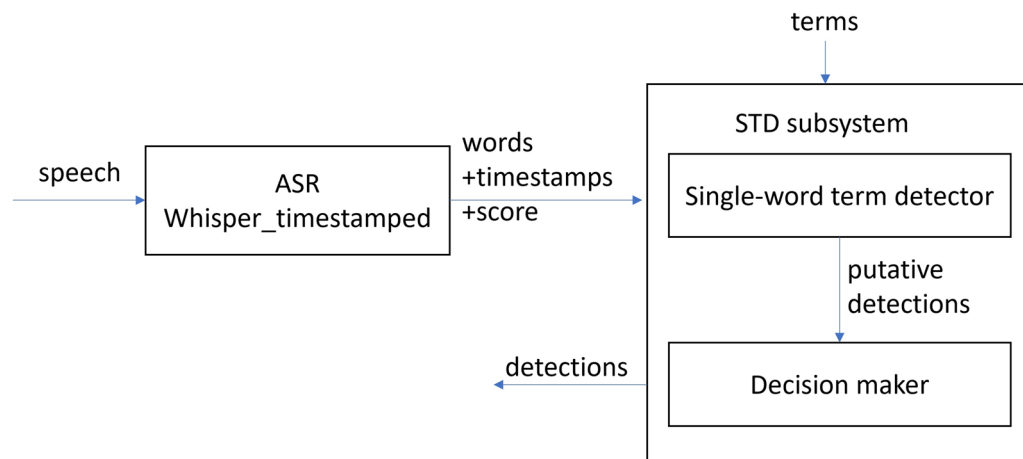 terms
STD subsystem
speech
ASR
Whisper_timestamped
words
+timestamps
+score
Single-word term detector
putative
detections
detections
Decision maker